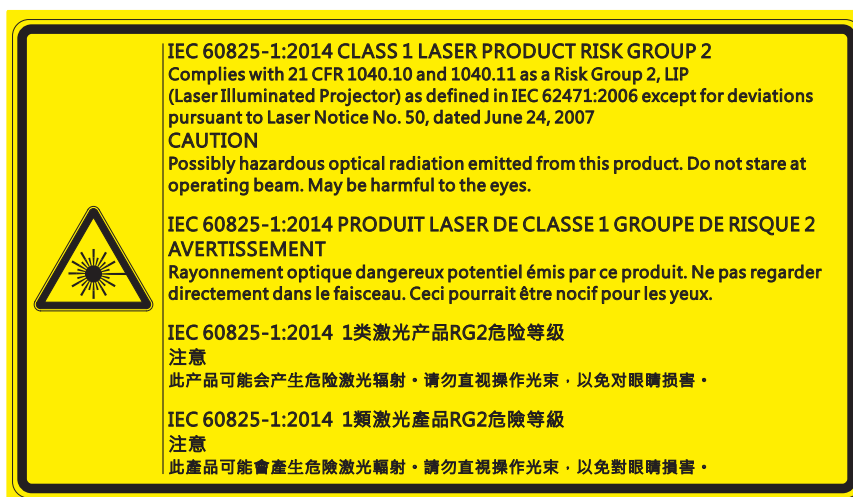 IEC 60825-1:2014 CLASS 1 LASER PRODUCT RISK GROUP 2
Complies with 21 CFR 1040.10 and 1040.11 as a Risk Group 2, LIP
(Laser Illuminated Projector) as defined in IEC 62471:2006 except for deviations
pursuant to Laser Notice No. 50, dated June 24, 2007
CAUTION
Possibly hazardous optical radiation emitted from this product. Do not stare at
operating beam. May be harmful to the eyes.
IEC 60825-1:2014 PRODUIT LASER DE CLASSE 1 GROUPE DE RISQUE 2
AVERTISSEMENT
Rayonnement optique dangereux potentiel émis par ce produit. Ne pas regarder
directement dans le faisceau. Ceci pourrait être nocif pour les yeux.
IEC 60825-1:2014 1类激光产品RG2危险等级
注意
此产品可能会产生危险激光辐射。请勿直视操作光束，以免对眼睛损害。
IEC 60825-1:2014 1類激光產品RG2危險等級
注意
此產品可能會產生危險激光輻射。請勿直視操作光束，以免對眼睛損害。